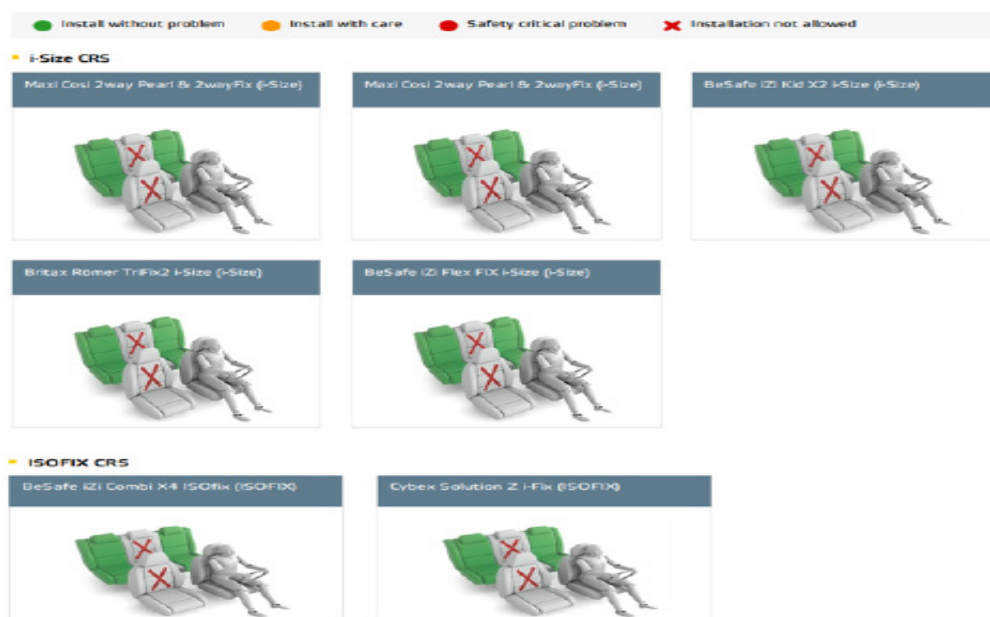 Install without problem Install with care Safety critical problem Installation not allowed
i-Size CRS
Maxi Cosi 2way Pearl & 2wayFix (i-Size) Maxi Cosi 2way Pearl & 2wayFix (i-Size) BeSafe iZi Kid X2 i-Size (i-Size)
Britax Römer TriFix2 i-Size (i-Size) BeSafe iZi Flex FIX i-Size (i-Size)
ISOFIX CRS
BeSafe iZi Combi X4 ISOfix (ISOFIX) Cybex Solution Z i-Fix (ISOFIX)